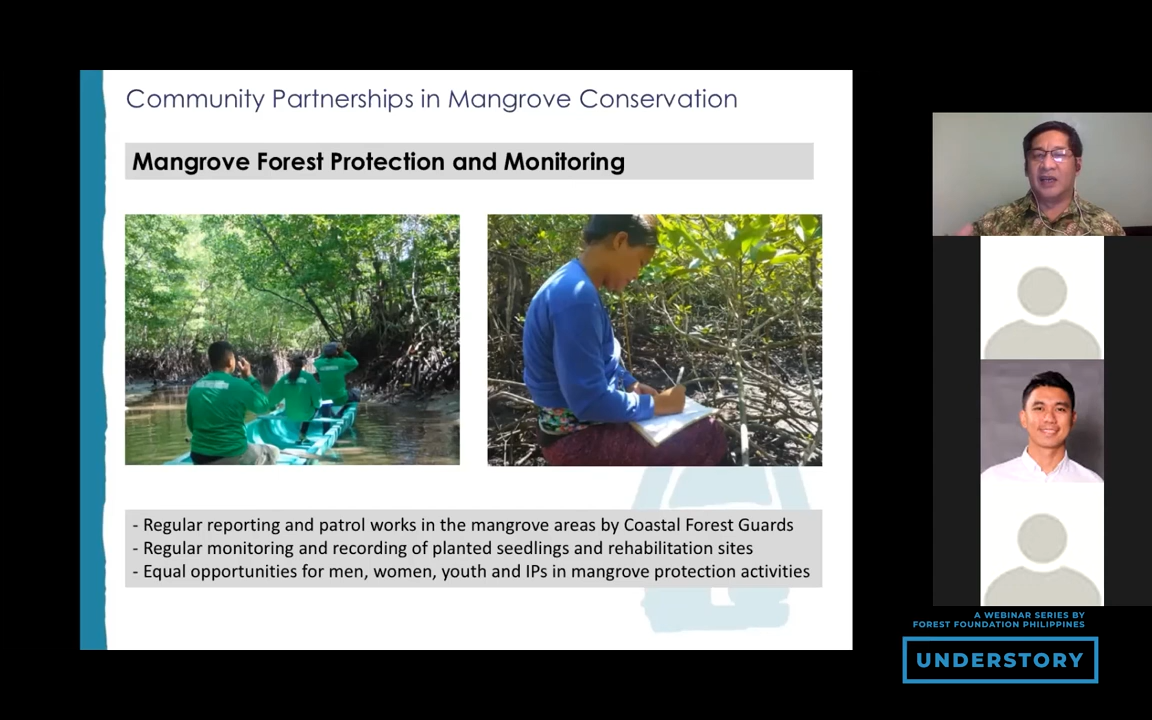 Community Partnerships in Mangrove Conservation
Mangrove Forest Protection and Monitoring
- Regular reporting and patrol works in the mangrove areas by Coastal Forest Guards
- Regular monitoring and recording of planted seedlings and rehabilitation sites
- Equal opportunities for men, women, youth and IPs in mangrove protection activities
A WEBINAR SERIES BY
FOREST FOUNDATION PHILIPPINES
UNDERSTORY